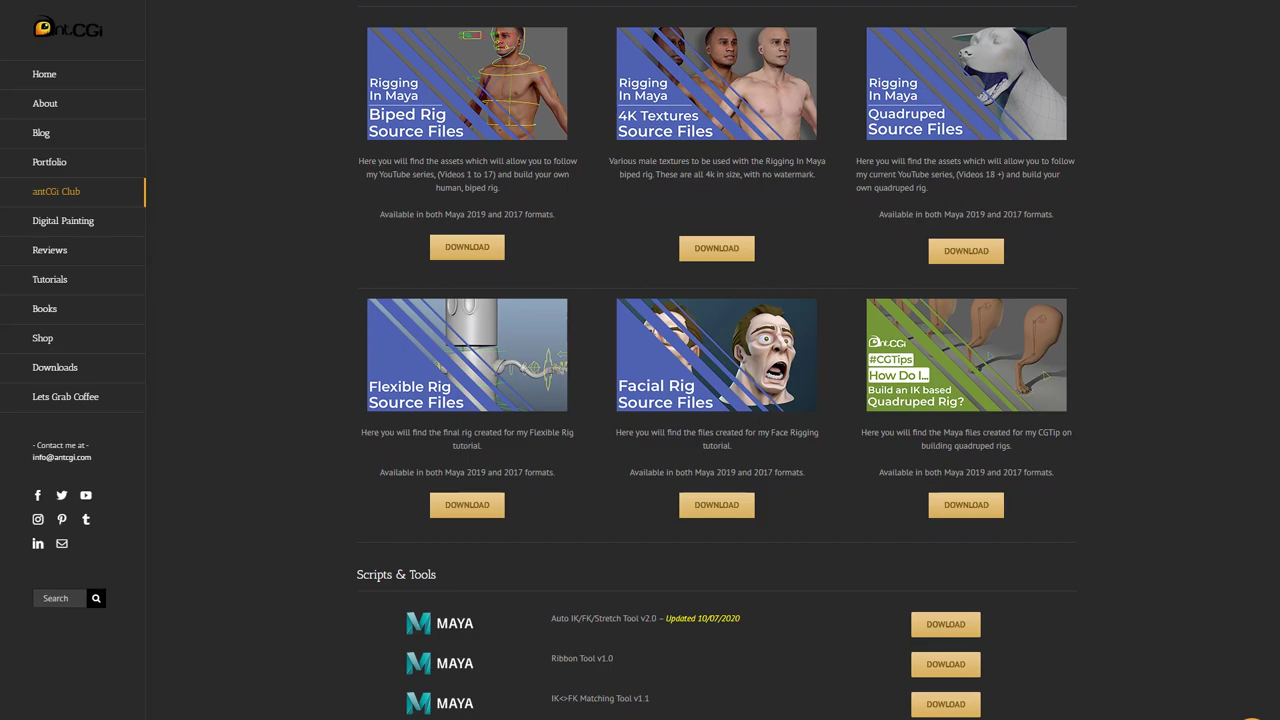 antCGi
Home
About
Blog
Portfolio
antCGi Club
Digital Painting
Reviews
Tutorials
Books
Shop
Downloads
Lets Grab Coffee
- Contact me at -
info@antcgi.com
Search
Rigging
In Maya
Biped Rig
Source Files
Here you will find the assets which will allow you to follow
my YouTube series, (Videos 1 to 17) and build your own
human, biped rig.
Available in both Maya 2019 and 2017 formats.
DOWNLOAD
Rigging
In Maya
4K Textures
Source Files
Various male textures to be used with the Rigging In Maya
biped rig. These are all 4k in size, with no watermark.
DOWNLOAD
Rigging
In Maya
Quadruped
Source Files
Here you will find the assets which will allow you to follow
my current YouTube series, (Videos 18 +) and build your
own quadruped rig.
Available in both Maya 2019 and 2017 formats.
DOWNLOAD
Flexible Rig
Source Files
Here you will find the final rig created for my Flexible Rig
tutorial.
Available in both Maya 2019 and 2017 formats.
DOWNLOAD
Facial Rig
Source Files
Here you will find the files created for my Face Rigging
tutorial.
Available in both Maya 2019 and 2017 formats.
DOWNLOAD
antCGi
#CGTips
How Do I...
Build an IK based
Quadruped Rig?
Here you will find the Maya files created for my CGTip on
building quadruped rigs.
Available in both Maya 2019 and 2017 formats.
DOWNLOAD
Scripts & Tools
MAYA
Auto IK/FK/Stretch Tool v2.0 – Updated 10/07/2020
DOWLOAD
MAYA
Ribbon Tool v1.0
DOWLOAD
MAYA
IK<>FK Matching Tool v1.1
DOWLOAD